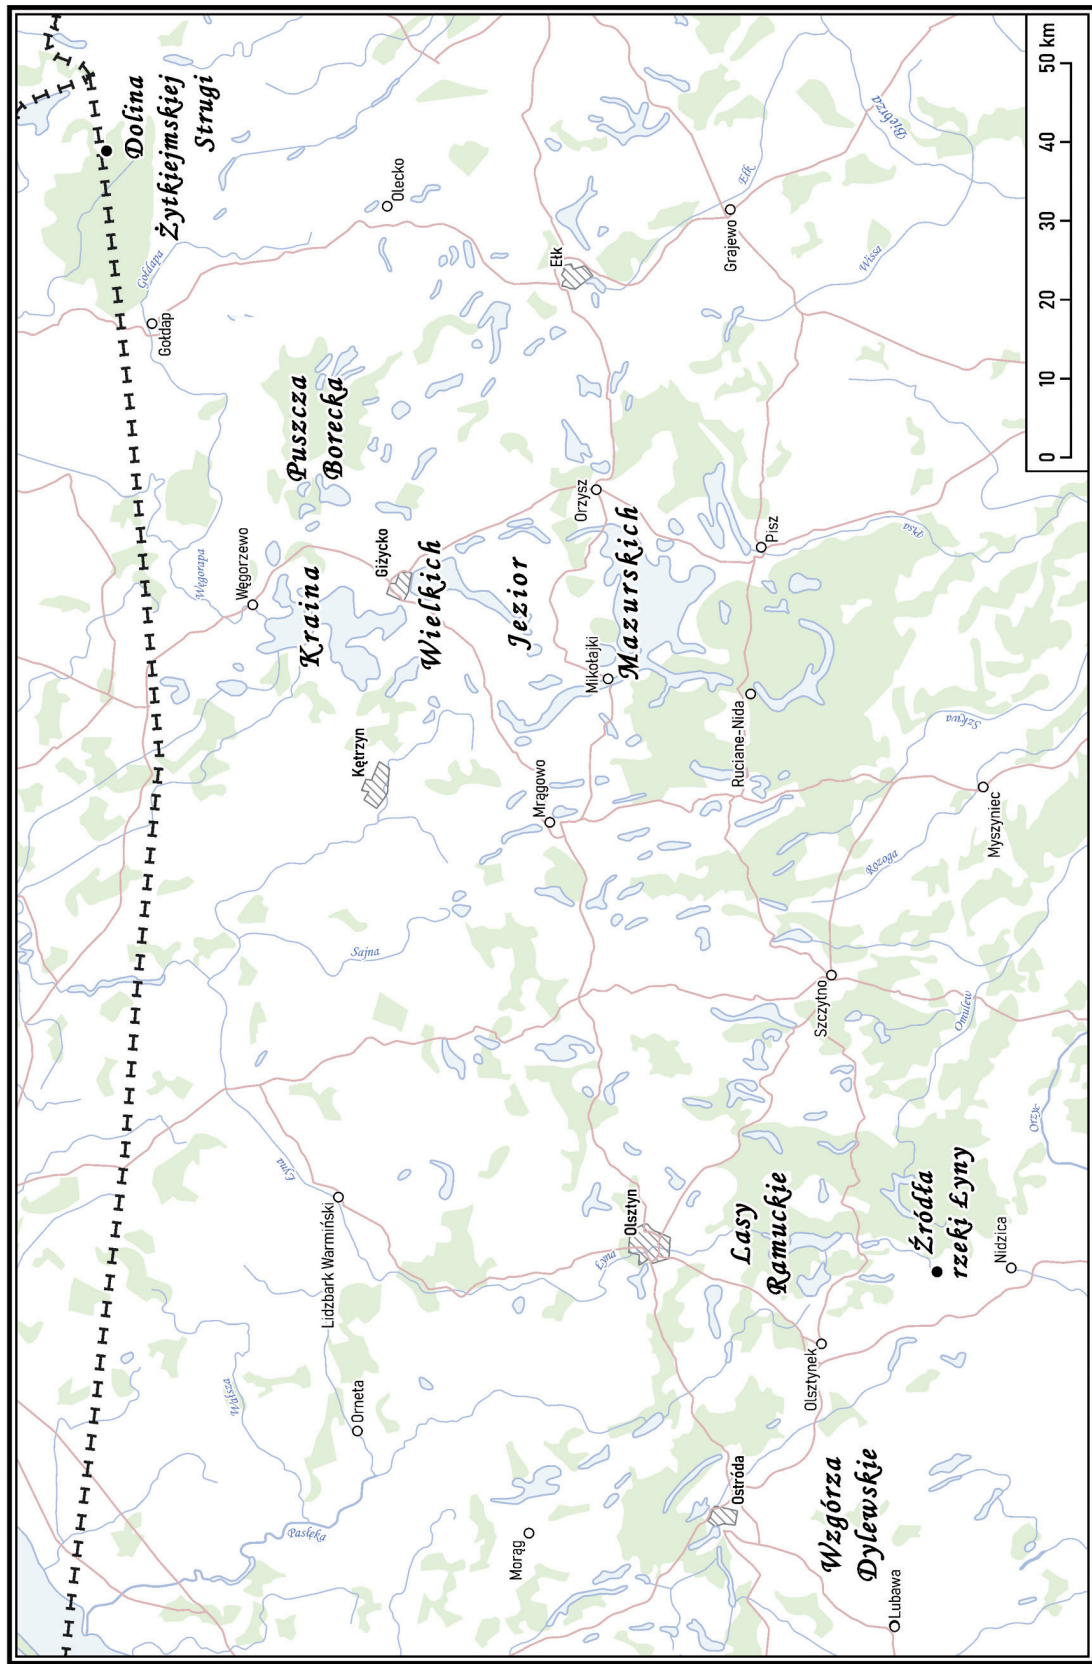 Dolina
Żytkiejmskiej
Strugi
Gołdapa
Gołdap
Olecko
Puszcza
Borecka
Węgorapa
Węgorzewo
Kraina
Wielkich
Jezior
Mazurskich
Giżycko
Kętrzyn
Ełk
Ełk
Biebrza
Grajewo
Wissa
Orzysz
Pisz
Pisa
Mikołajki
Ruciane-Nida
Mrągowo
Szkwa
Rozoga
Myszyniec
Sajna
Szczytno
Omulew
Orzyc
Łyna
Lidzbark Warmiński
Olsztyn
Łyna
Lasy
Ramuckie
Źródła
rzeki Łyny
Nidzica
Olsztynek
Wałsza
Orneta
Pasłęka
Morąg
Ostróda
Wzgórza
Dylewskie
Lubawa
0 10 20 30 40 50 km